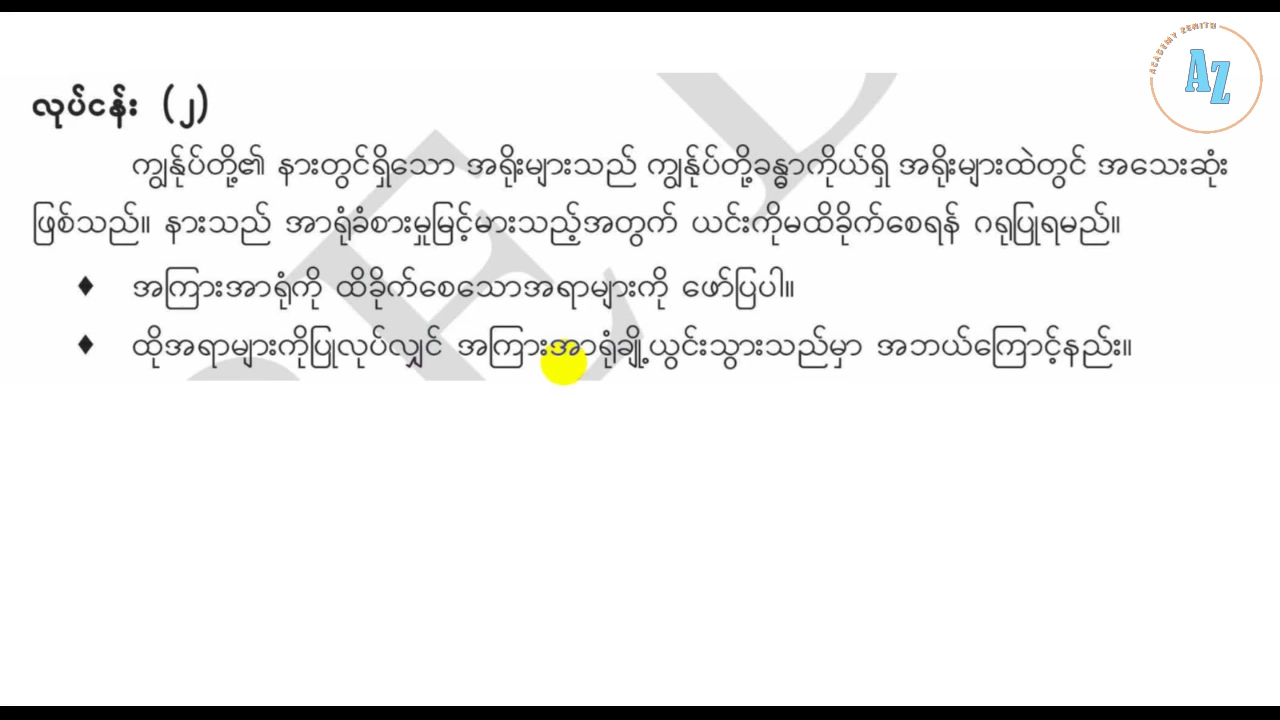 ACADEMY ZENITH
AZ
လုပ်ငန်း (၂)
ကျွန်ုပ်တို့၏ နားတွင်ရှိသော အရိုးများသည် ကျွန်ုပ်တို့ခန္ဓာကိုယ်ရှိ အရိုးများထဲတွင် အသေးဆုံး
ဖြစ်သည်။ နားသည် အာရုံခံစားမှုမြင့်မားသည့်အတွက် ယင်းကိုမထိခိုက်စေရန် ဂရုပြုရမည်။
♦ အကြားအာရုံကို ထိခိုက်စေသောအရာများကို ဖော်ပြပါ။
♦ ထိုအရာများကိုပြုလုပ်လျှင် အကြားအာရုံချို့ယွင်းသွားသည်မှာ အဘယ်ကြောင့်နည်း။